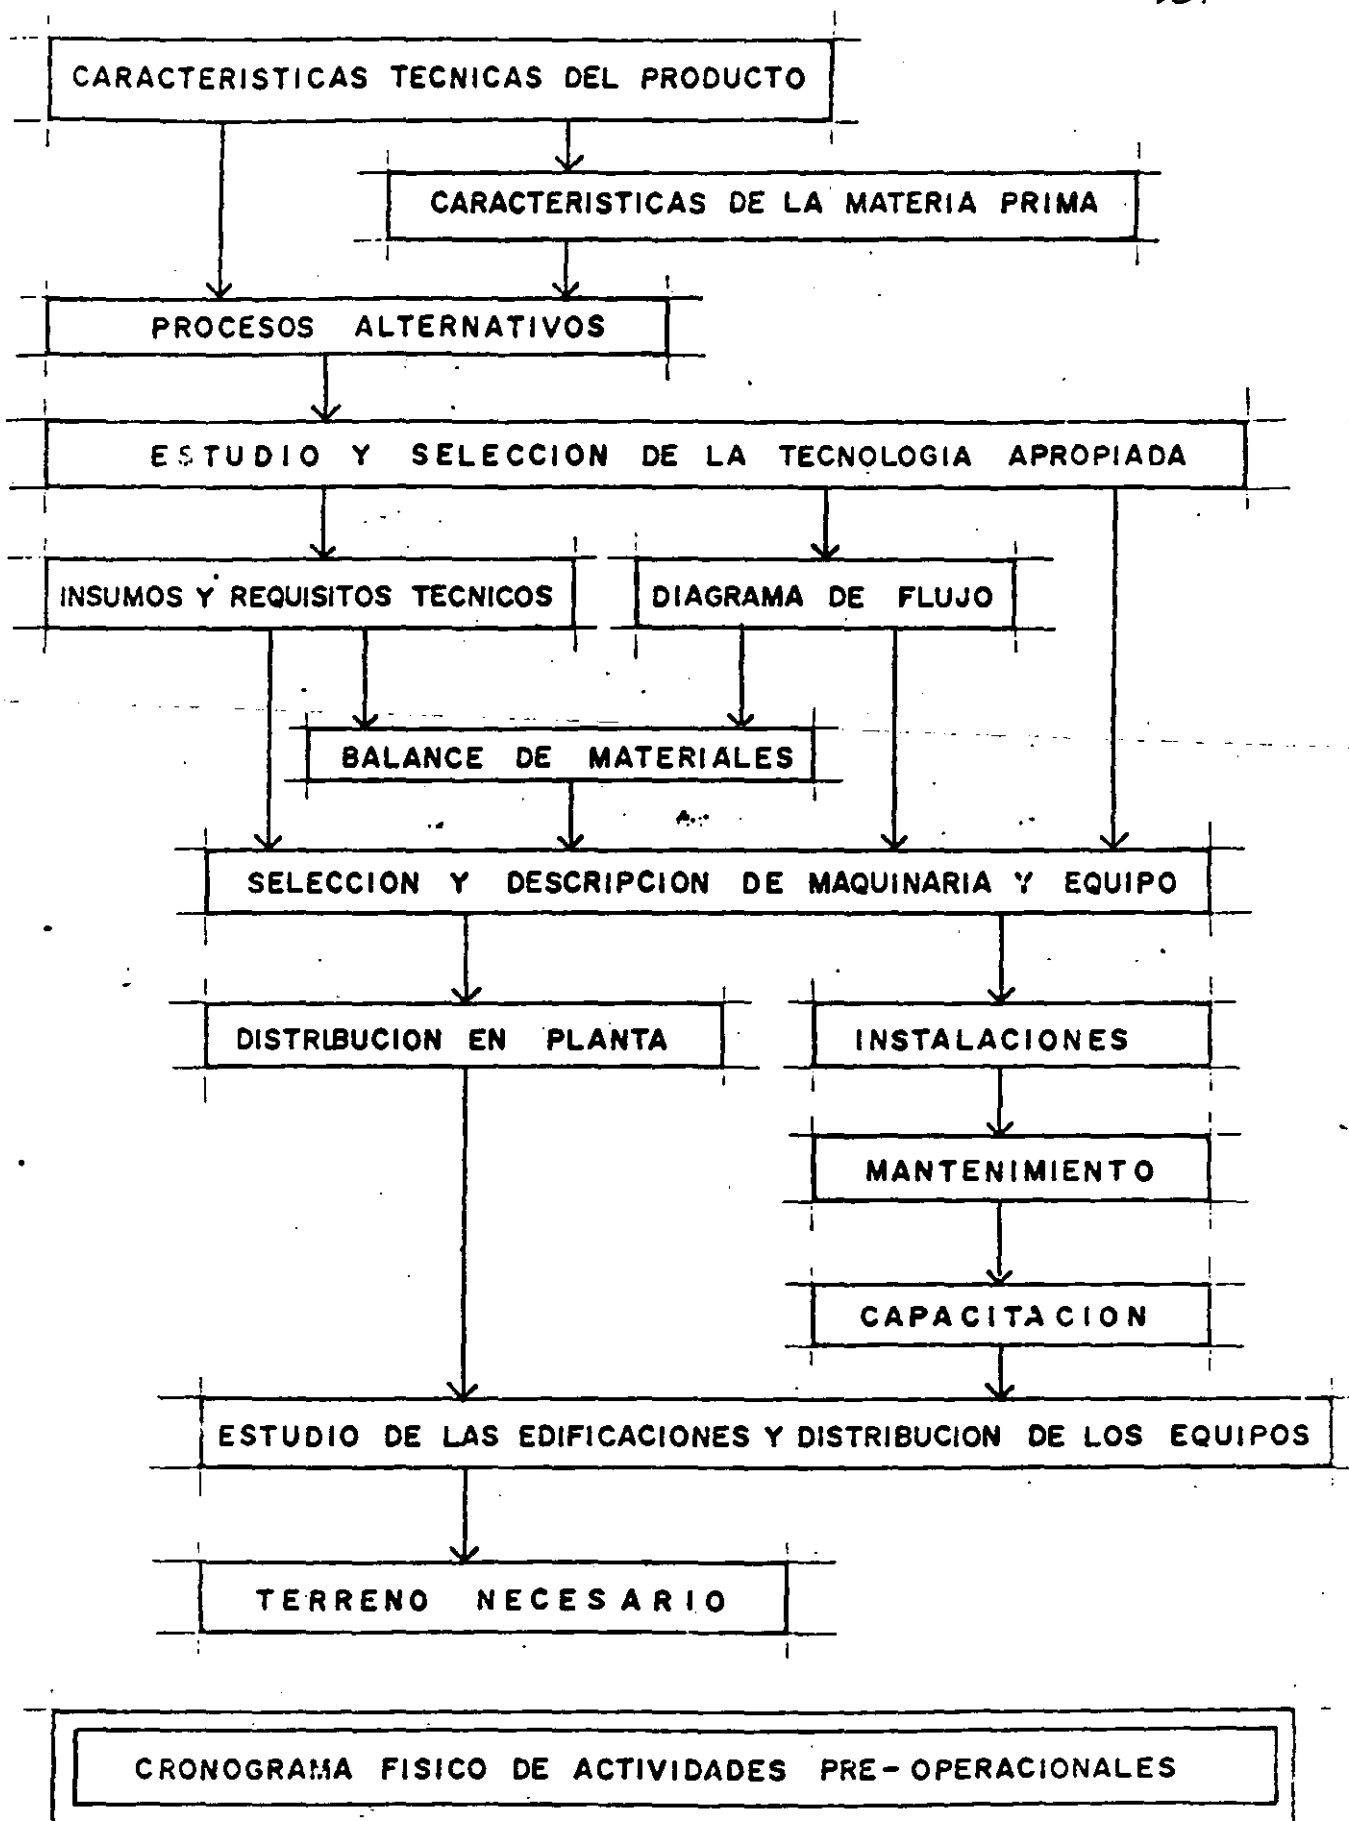 CARACTERISTICAS TECNICAS DEL PRODUCTO
CARACTERISTICAS DE LA MATERIA PRIMA
PROCESOS ALTERNATIVOS
ESTUDIO Y SELECCION DE LA TECNOLOGIA APROPIADA
INSUMOS Y REQUISITOS TECNICOS
DIAGRAMA DE FLUJO
BALANCE DE MATERIALES
SELECCION Y DESCRIPCION DE MAQUINARIA Y EQUIPO
DISTRIBUCION EN PLANTA
INSTALACIONES
MANTENIMIENTO
CAPACITACION
ESTUDIO DE LAS EDIFICACIONES Y DISTRIBUCION DE LOS EQUIPOS
TERRENO NECESARIO
CRONOGRAMA FISICO DE ACTIVIDADES PRE-OPERACIONALES